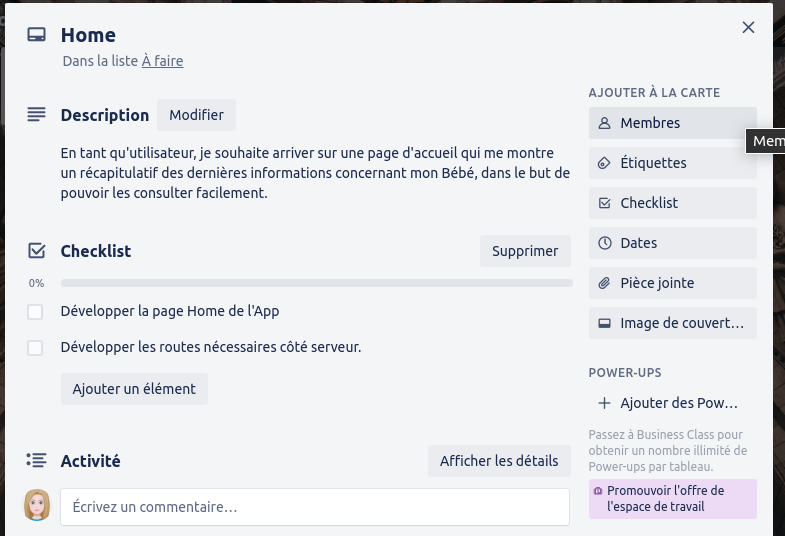 Home
Dans la liste À faire
Description
Modifier
En tant qu'utilisateur, je souhaite arriver sur une page d'accueil qui me montre
un récapitulatif des dernières informations concernant mon Bébé, dans le but de
pouvoir les consulter facilement.
Checklist
Supprimer
0%
Développer la page Home de l'App
Développer les routes nécessaires côté serveur.
Ajouter un élément
Activité
Afficher les détails
Écrivez un commentaire…
AJOUTER À LA CARTE
Membres
Mem
Étiquettes
Checklist
Dates
Pièce jointe
Image de couvert…
POWER-UPS
Ajouter des Pow…
Passez à Business Class pour
obtenir un nombre illimité de
Power-ups par tableau.
Promouvoir l'offre de
l'espace de travail